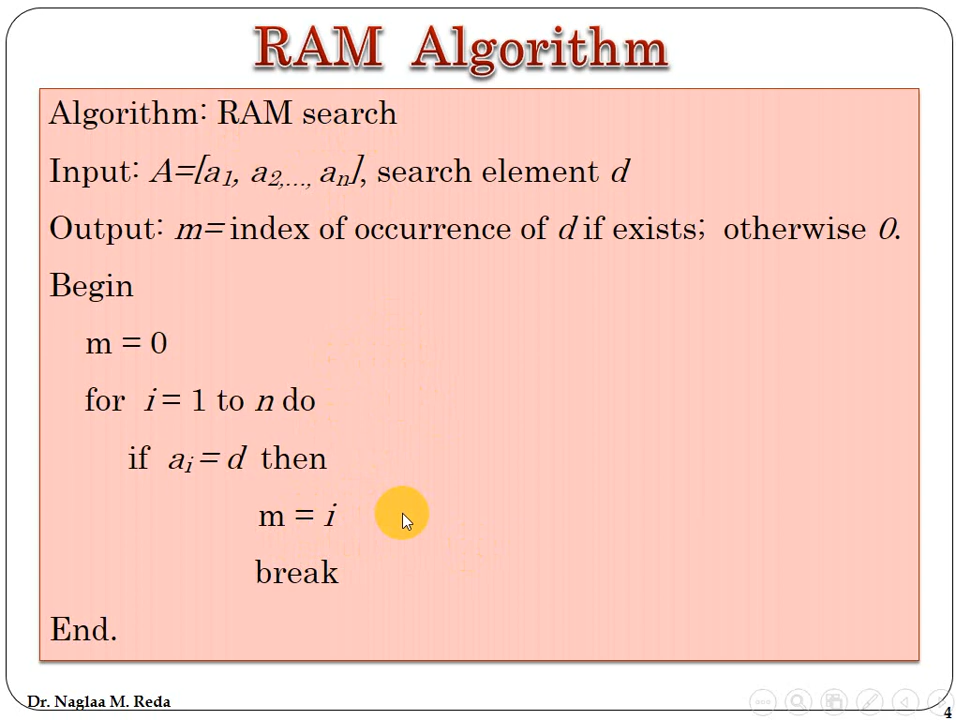 RAM Algorithm
Algorithm: RAM search
Input: A=[a1, a2,…, an], search element d
Output: m= index of occurrence of d if exists; otherwise 0.
Begin
m = 0
for i = 1 to n do
if ai = d then
m = i
break
End.
Dr. Naglaa M. Reda
4